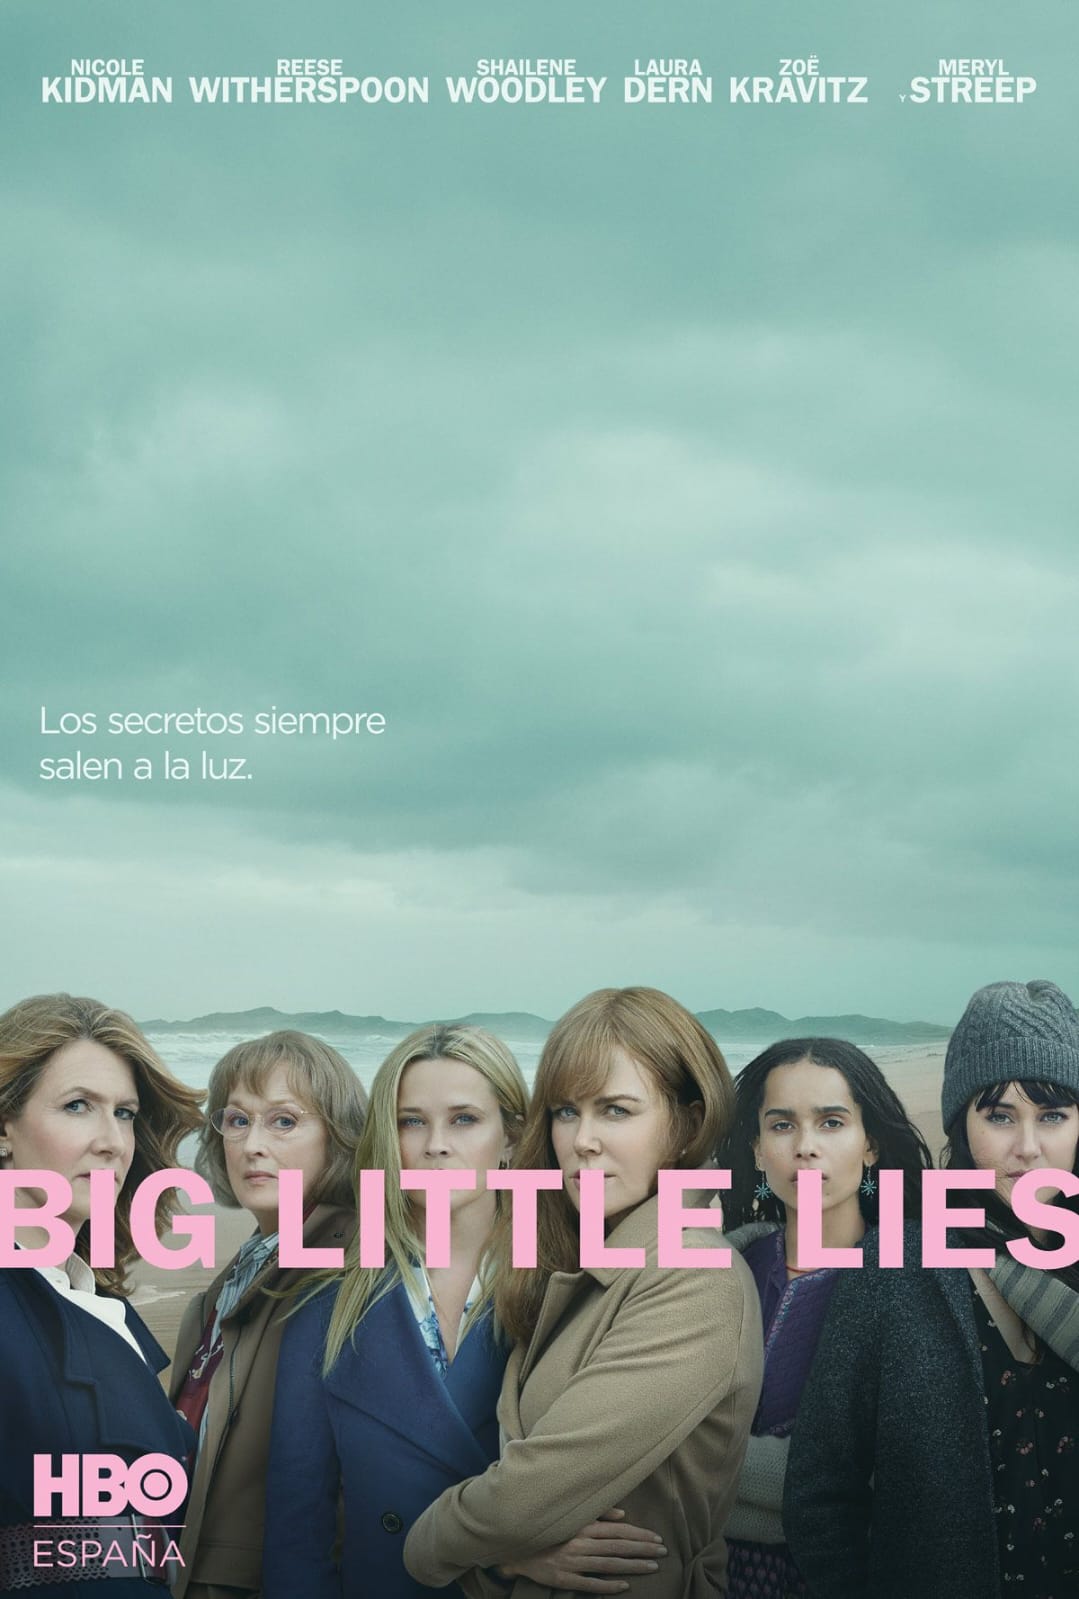 NICOLE KIDMAN REESE WITHERSPOON SHAILENE WOODLEY LAURA DERN ZOË KRAVITZ Y MERYL STREEP
Los secretos siempre
salen a la luz.
BIG LITTLE LIES
HBO
ESPAÑA